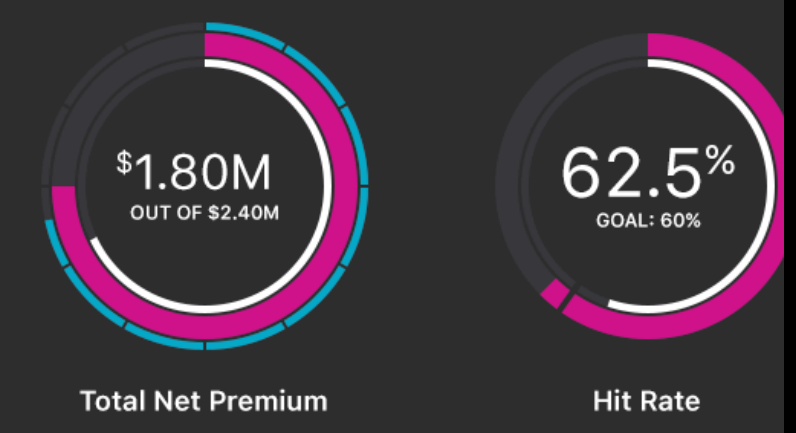 $1.80M
OUT OF $2.40M
Total Net Premium
62.5%
GOAL: 60%
Hit Rate